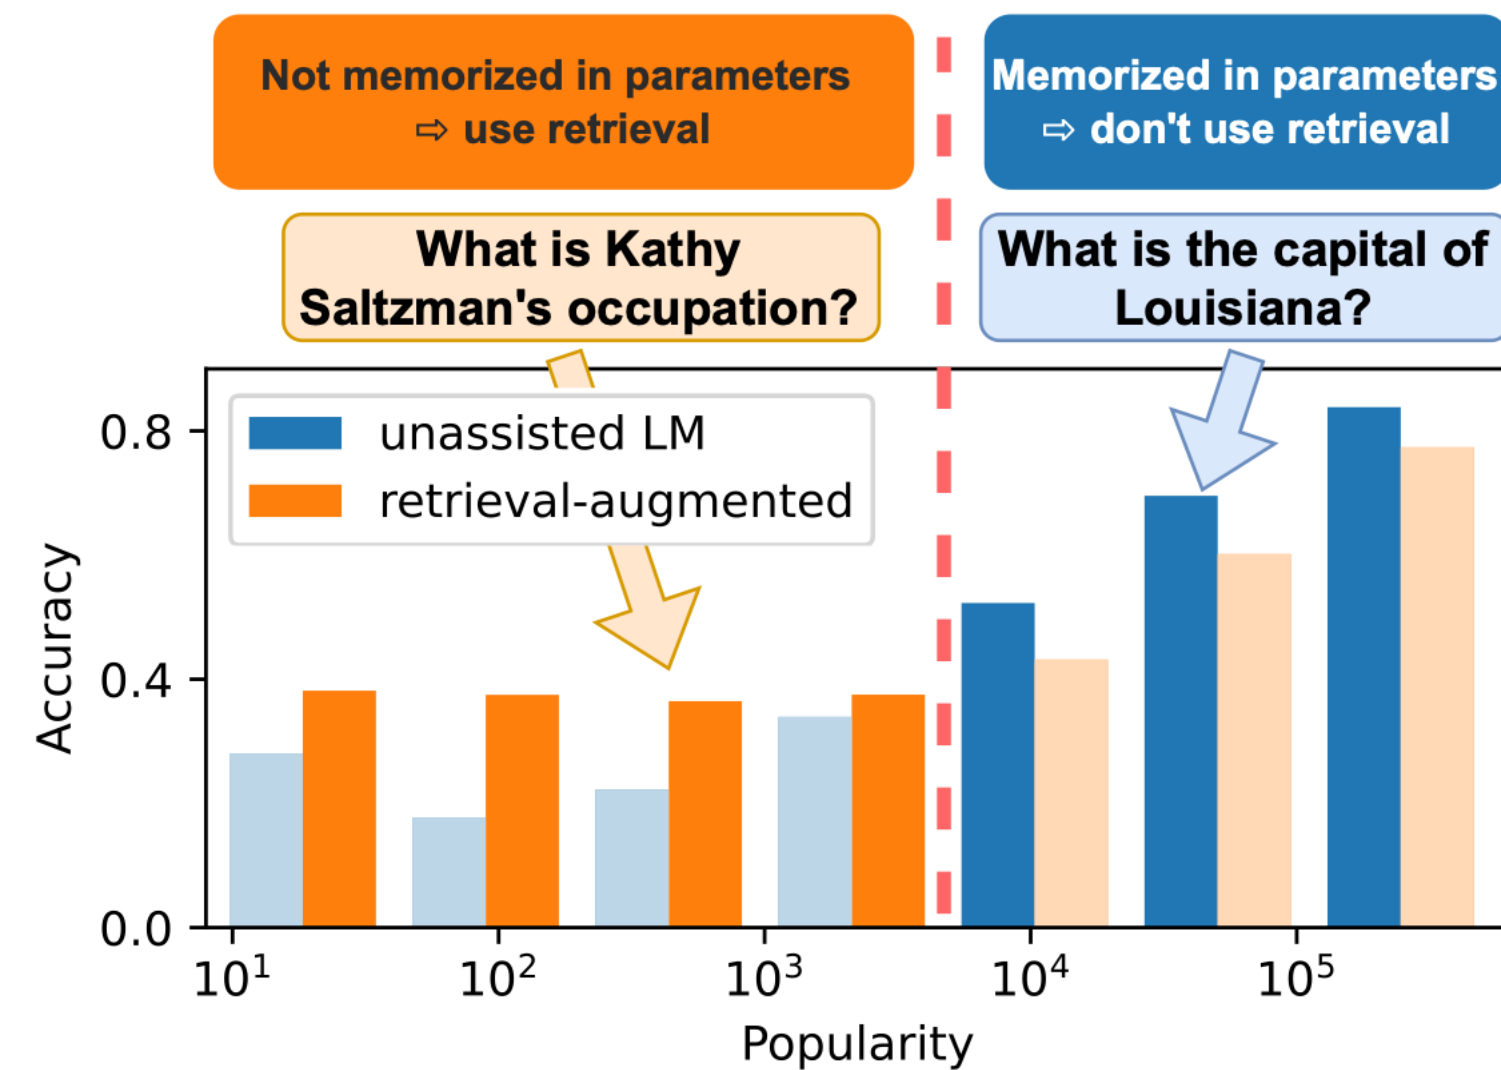 Not memorized in parameters
⇨ use retrieval
Memorized in parameters
⇨ don't use retrieval
What is Kathy
Saltzman's occupation?
What is the capital of
Louisiana?
unassisted LM
retrieval-augmented
Accuracy
0.8
0.4
0.0
10¹ 10² 10³ 10⁴ 10⁵
Popularity